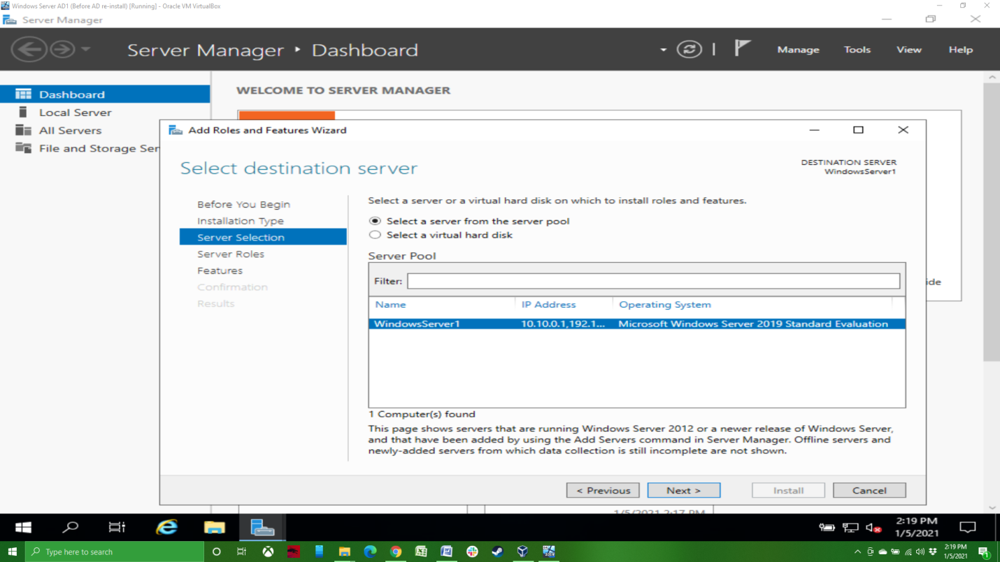 Windows Server AD1 (Before AD re-install) [Running] - Oracle VM VirtualBox
Server Manager
Server Manager ‣ Dashboard
Manage Tools View Help
Dashboard
Local Server
All Servers
File and Storage Ser
WELCOME TO SERVER MANAGER
Add Roles and Features Wizard
Select destination server
DESTINATION SERVER
WindowsServer1
Before You Begin
Installation Type
Server Selection
Server Roles
Features
Confirmation
Results
Select a server or a virtual hard disk on which to install roles and features.
Select a server from the server pool
Select a virtual hard disk
Server Pool
Filter:
Name IP Address Operating System
WindowsServer1 10.10.0.1,192.1... Microsoft Windows Server 2019 Standard Evaluation
1 Computer(s) found
This page shows servers that are running Windows Server 2012 or a newer release of Windows Server,
and that have been added by using the Add Servers command in Server Manager. Offline servers and
newly-added servers from which data collection is still incomplete are not shown.
ide
< Previous Next > Install Cancel
1/5/2021 2:17 PM
2:19 PM
1/5/2021
Type here to search
2:19 PM
1/5/2021